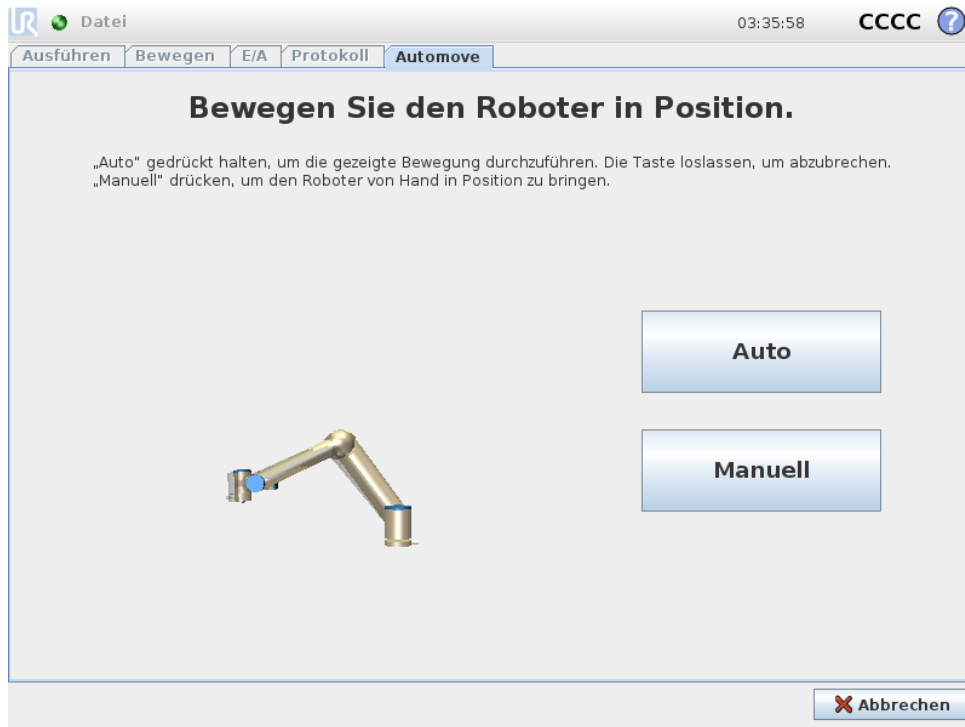 UR Datei 03:35:58 CCCC ?
Ausführen Bewegen E/A Protokoll Automove
Bewegen Sie den Roboter in Position.
„Auto" gedrückt halten, um die gezeigte Bewegung durchzuführen. Die Taste loslassen, um abzubrechen.
„Manuell" drücken, um den Roboter von Hand in Position zu bringen.
Auto
Manuell
Abbrechen